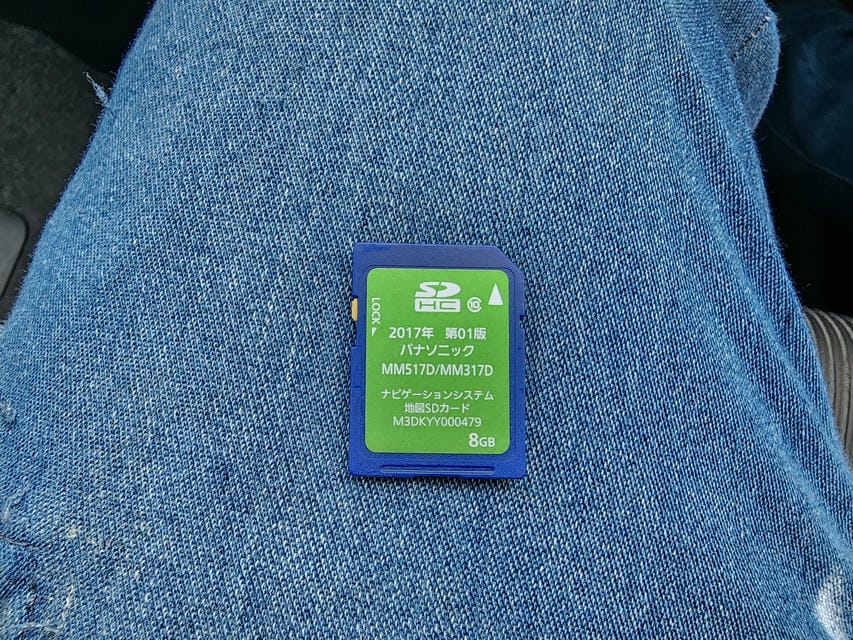 SD
HC
10
LOCK
2017年 第01版
パナソニック
MM517D/MM317D
ナビゲーションシステム
地図SDカード
M3DKYY000479
8GB